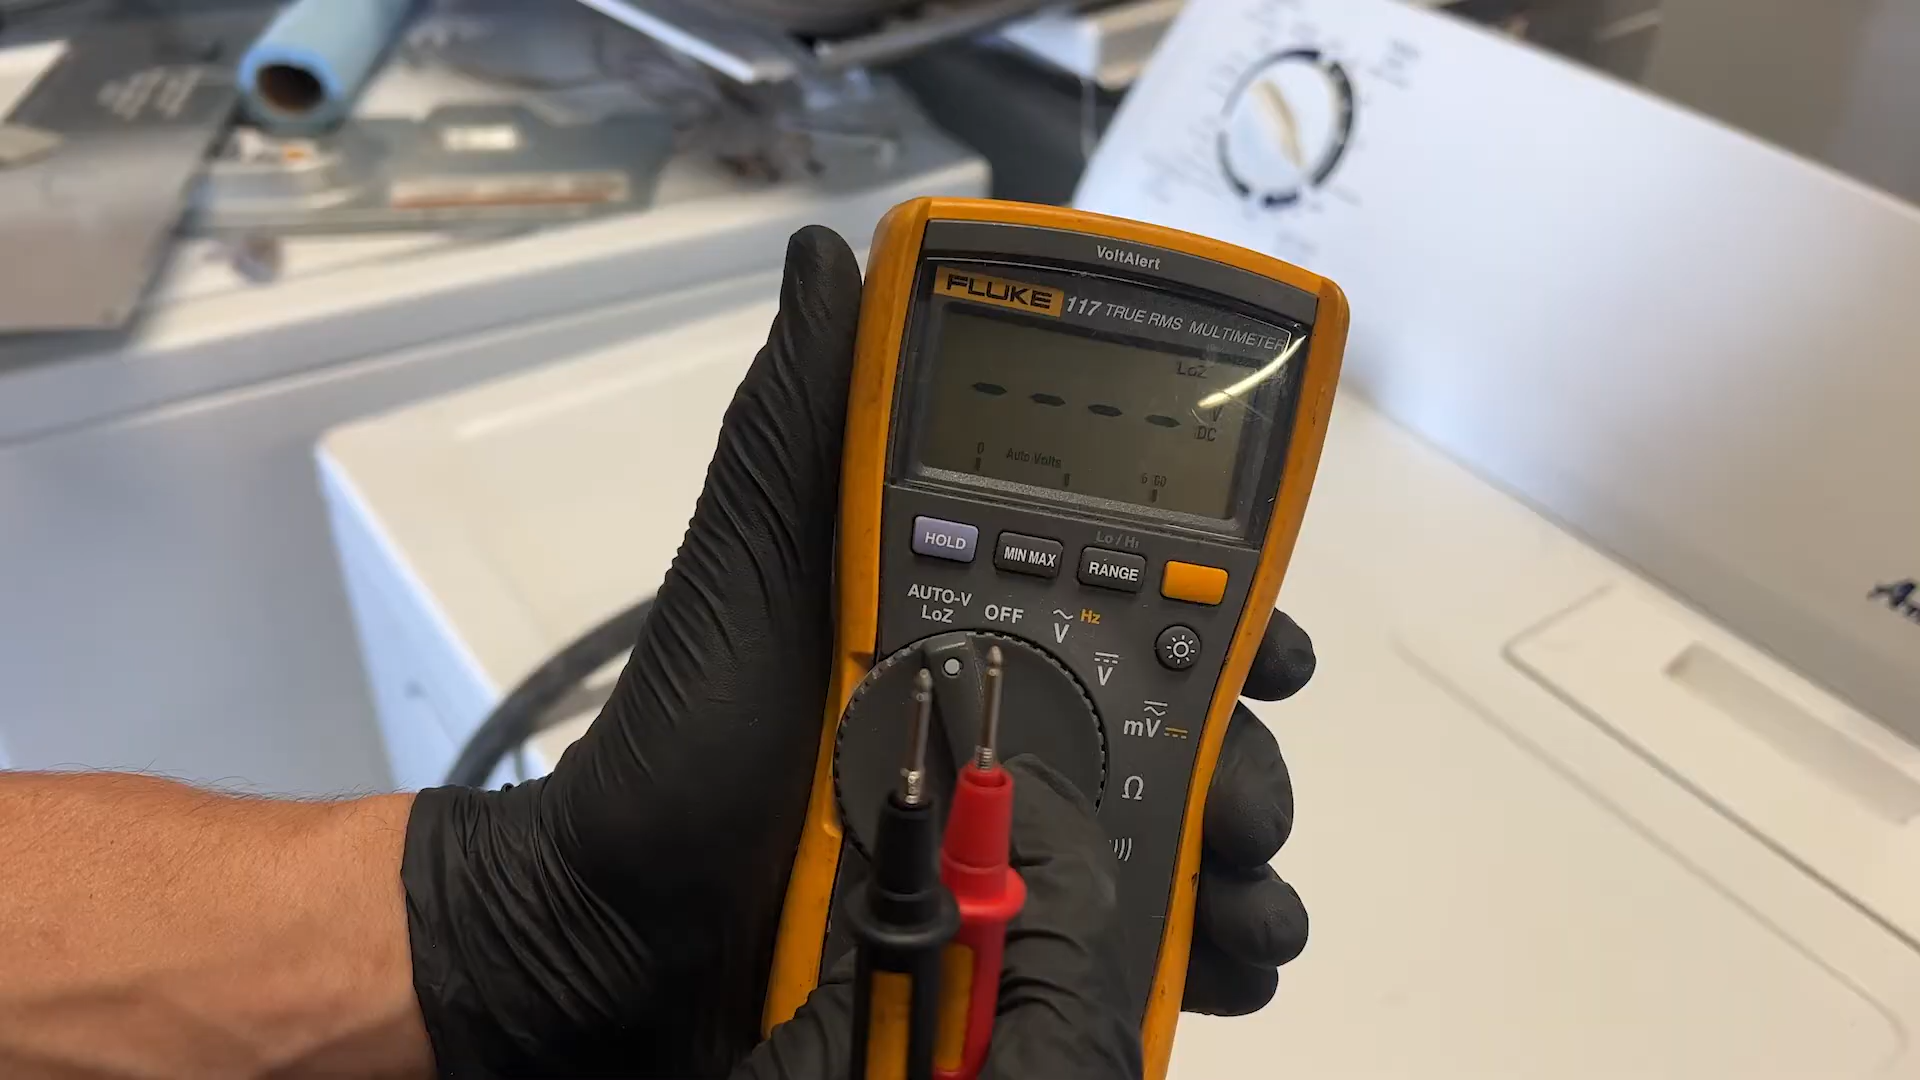 VoltAlert
FLUKE 117 TRUE RMS MULTIMETER
LoZ
- - - - V
DC
0 Auto Volts 600
HOLD
MIN MAX
Lo / Hi
RANGE
AUTO-V
LoZ
OFF
V Hz
V
mV
Ω